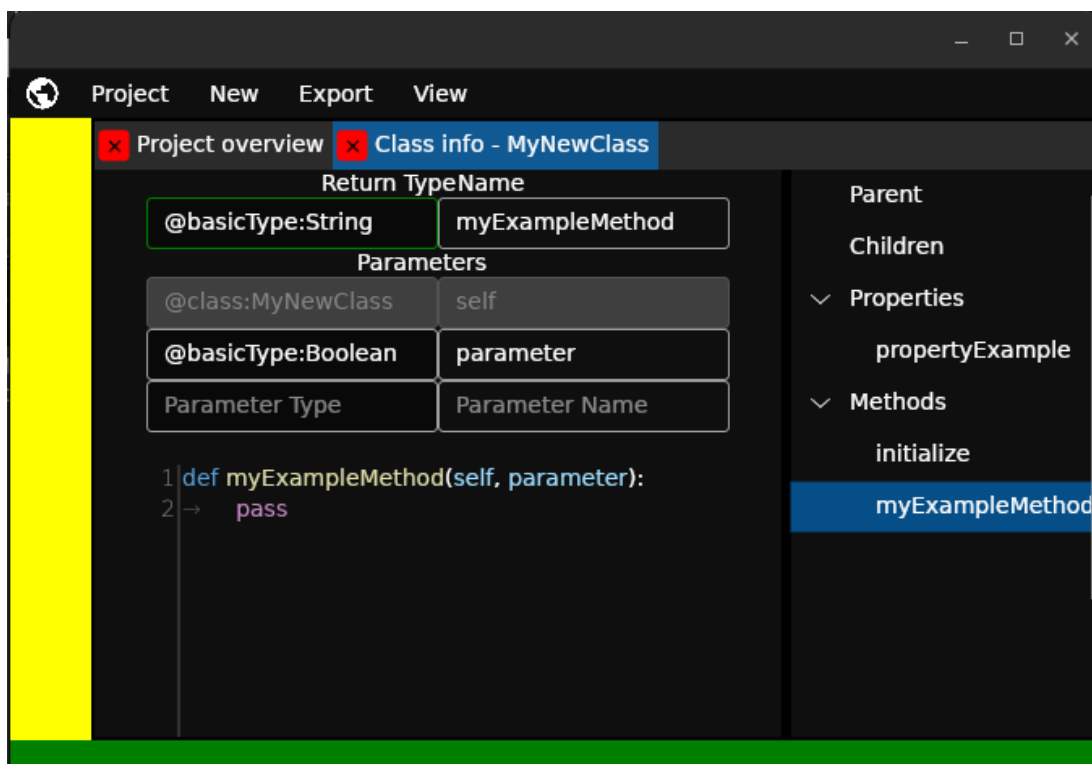 Project New Export View
Project overview Class info - MyNewClass
Return TypeName
@basicType:String myExampleMethod
Parameters
@class:MyNewClass self
@basicType:Boolean parameter
Parameter Type Parameter Name
1 def myExampleMethod(self, parameter):
2 → pass
Parent
Children
Properties
propertyExample
Methods
initialize
myExampleMethod